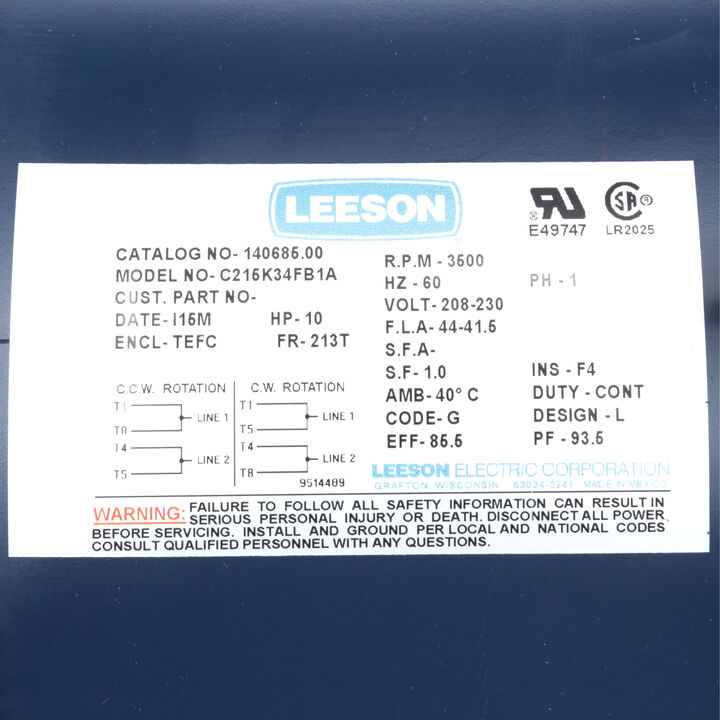 LEESON
E49747
LR2025
CATALOG NO- 140685.00
MODEL NO- C215K34FB1A
CUST. PART NO-
DATE- I15M HP- 10
ENCL- TEFC FR- 213T
R.P.M - 3500
HZ - 60 PH - 1
VOLT- 208-230
F.L.A- 44-41.5
S.F.A-
S.F- 1.0 INS - F4
AMB- 40° C DUTY - CONT
CODE- G DESIGN - L
EFF- 85.5 PF - 93.5
C.C.W. ROTATION
T1
T8
LINE 1
T4
T5
LINE 2
C.W. ROTATION
T1
T5
LINE 1
T4
T8
LINE 2
9514489
LEESON ELECTRIC CORPORATION
GRAFTON, WISCONSIN 53024-0241 MADE IN MEXICO
WARNING: FAILURE TO FOLLOW ALL SAFETY INFORMATION CAN RESULT IN
SERIOUS PERSONAL INJURY OR DEATH. DISCONNECT ALL POWER
BEFORE SERVICING. INSTALL AND GROUND PER LOCAL AND NATIONAL CODES
CONSULT QUALIFIED PERSONNEL WITH ANY QUESTIONS.